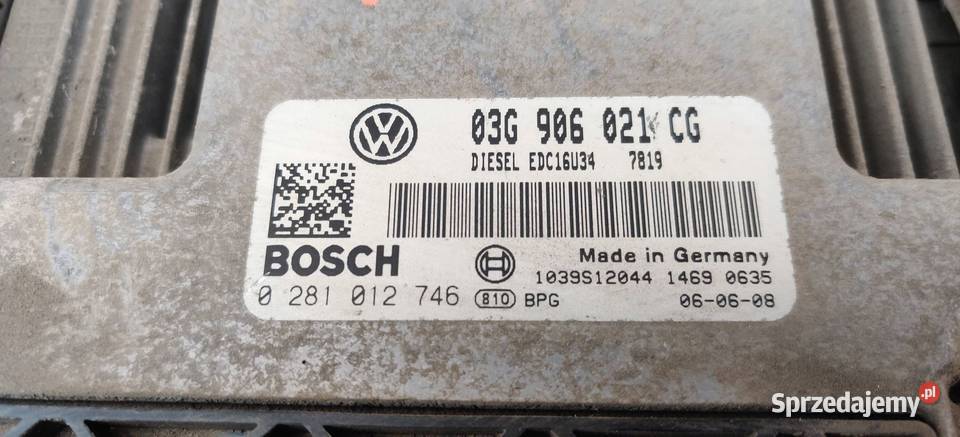 VW 03G 906 021 CG
DIESEL EDC16U34 7819
BOSCH
Made in Germany
1039S12044 1469 0635
0 281 012 746 810 BPG 06-06-08
Sprzedajemy.pl